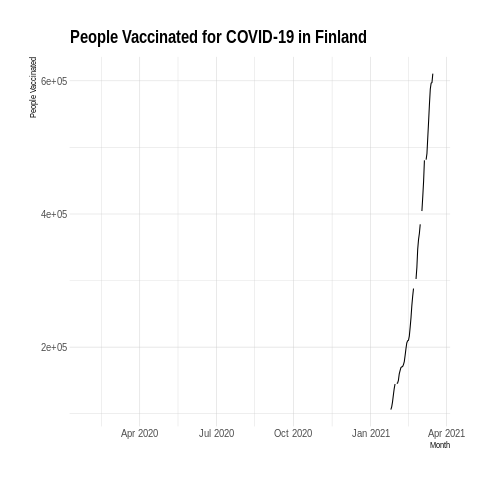 People Vaccinated for COVID-19 in Finland
People Vaccinated
6e+05
4e+05
2e+05
Apr 2020 Jul 2020 Oct 2020 Jan 2021 Apr 2021
Month